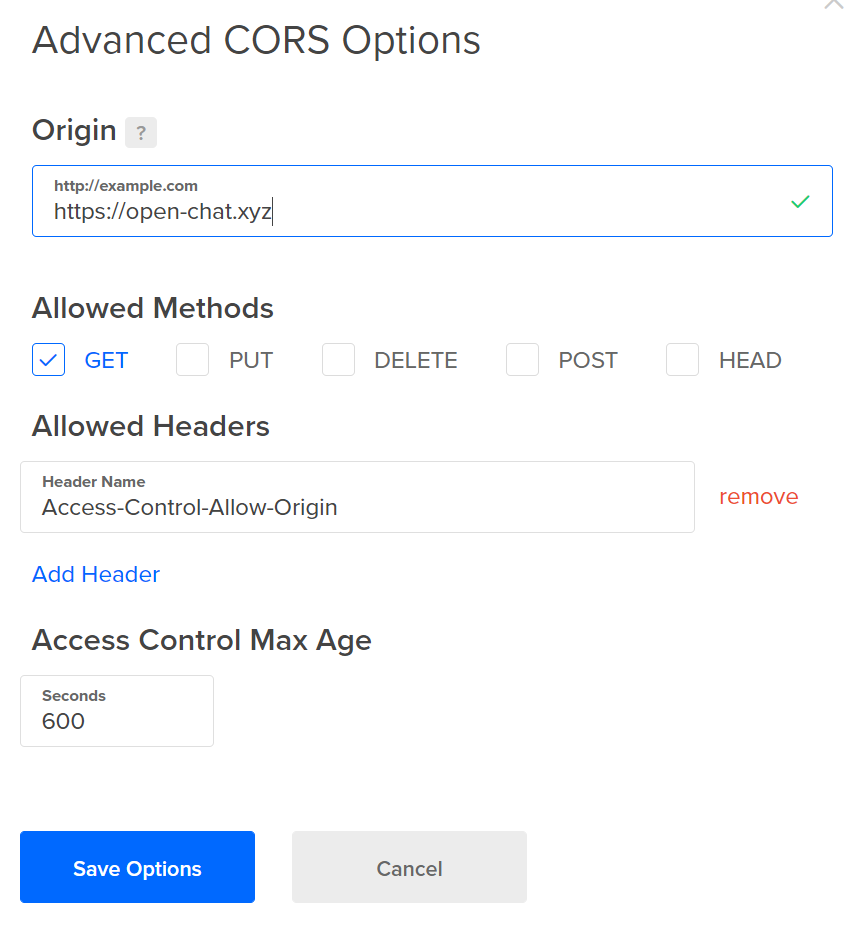 Advanced CORS Options
Origin ?
http://example.com
https://open-chat.xyz
Allowed Methods
GET PUT DELETE POST HEAD
Allowed Headers
Header Name
Access-Control-Allow-Origin
remove
Add Header
Access Control Max Age
Seconds
600
Save Options Cancel